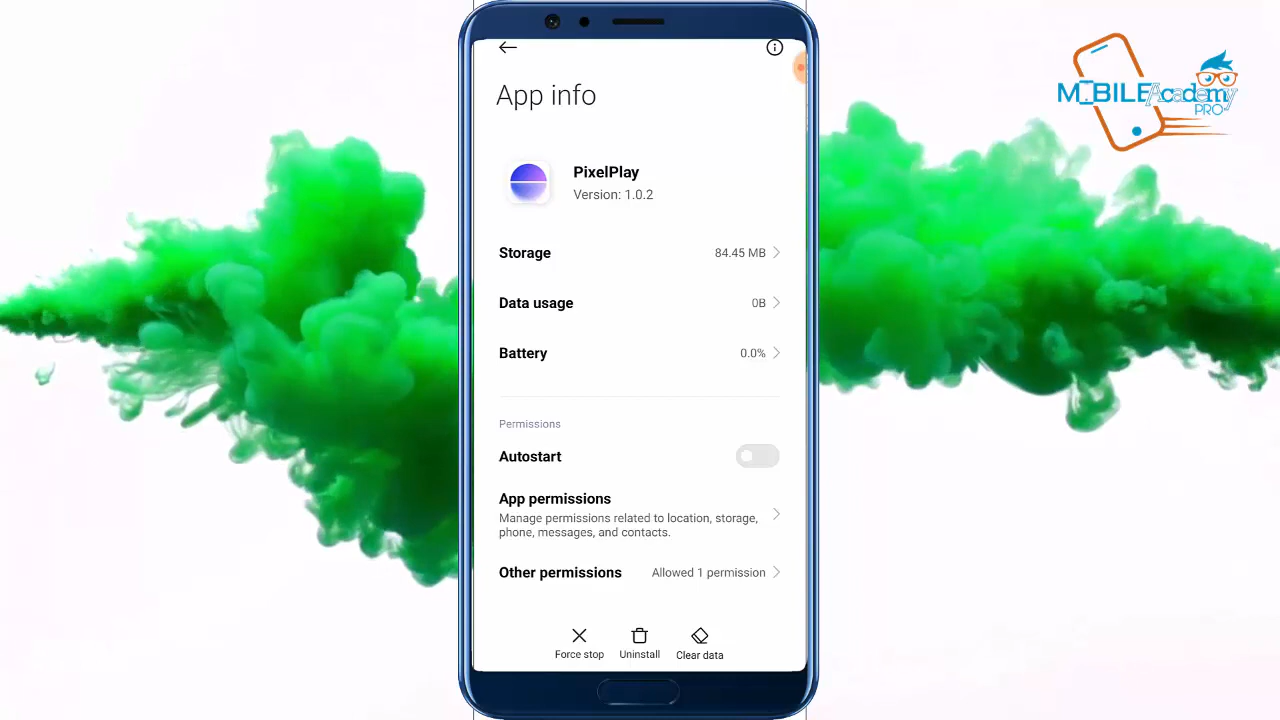 App info
PixelPlay
Version: 1.0.2
Storage 84.45 MB
Data usage 0B
Battery 0.0%
Permissions
Autostart
App permissions
Manage permissions related to location, storage,
phone, messages, and contacts.
Other permissions Allowed 1 permission
Force stop Uninstall Clear data
MOBILE Academy
PRO